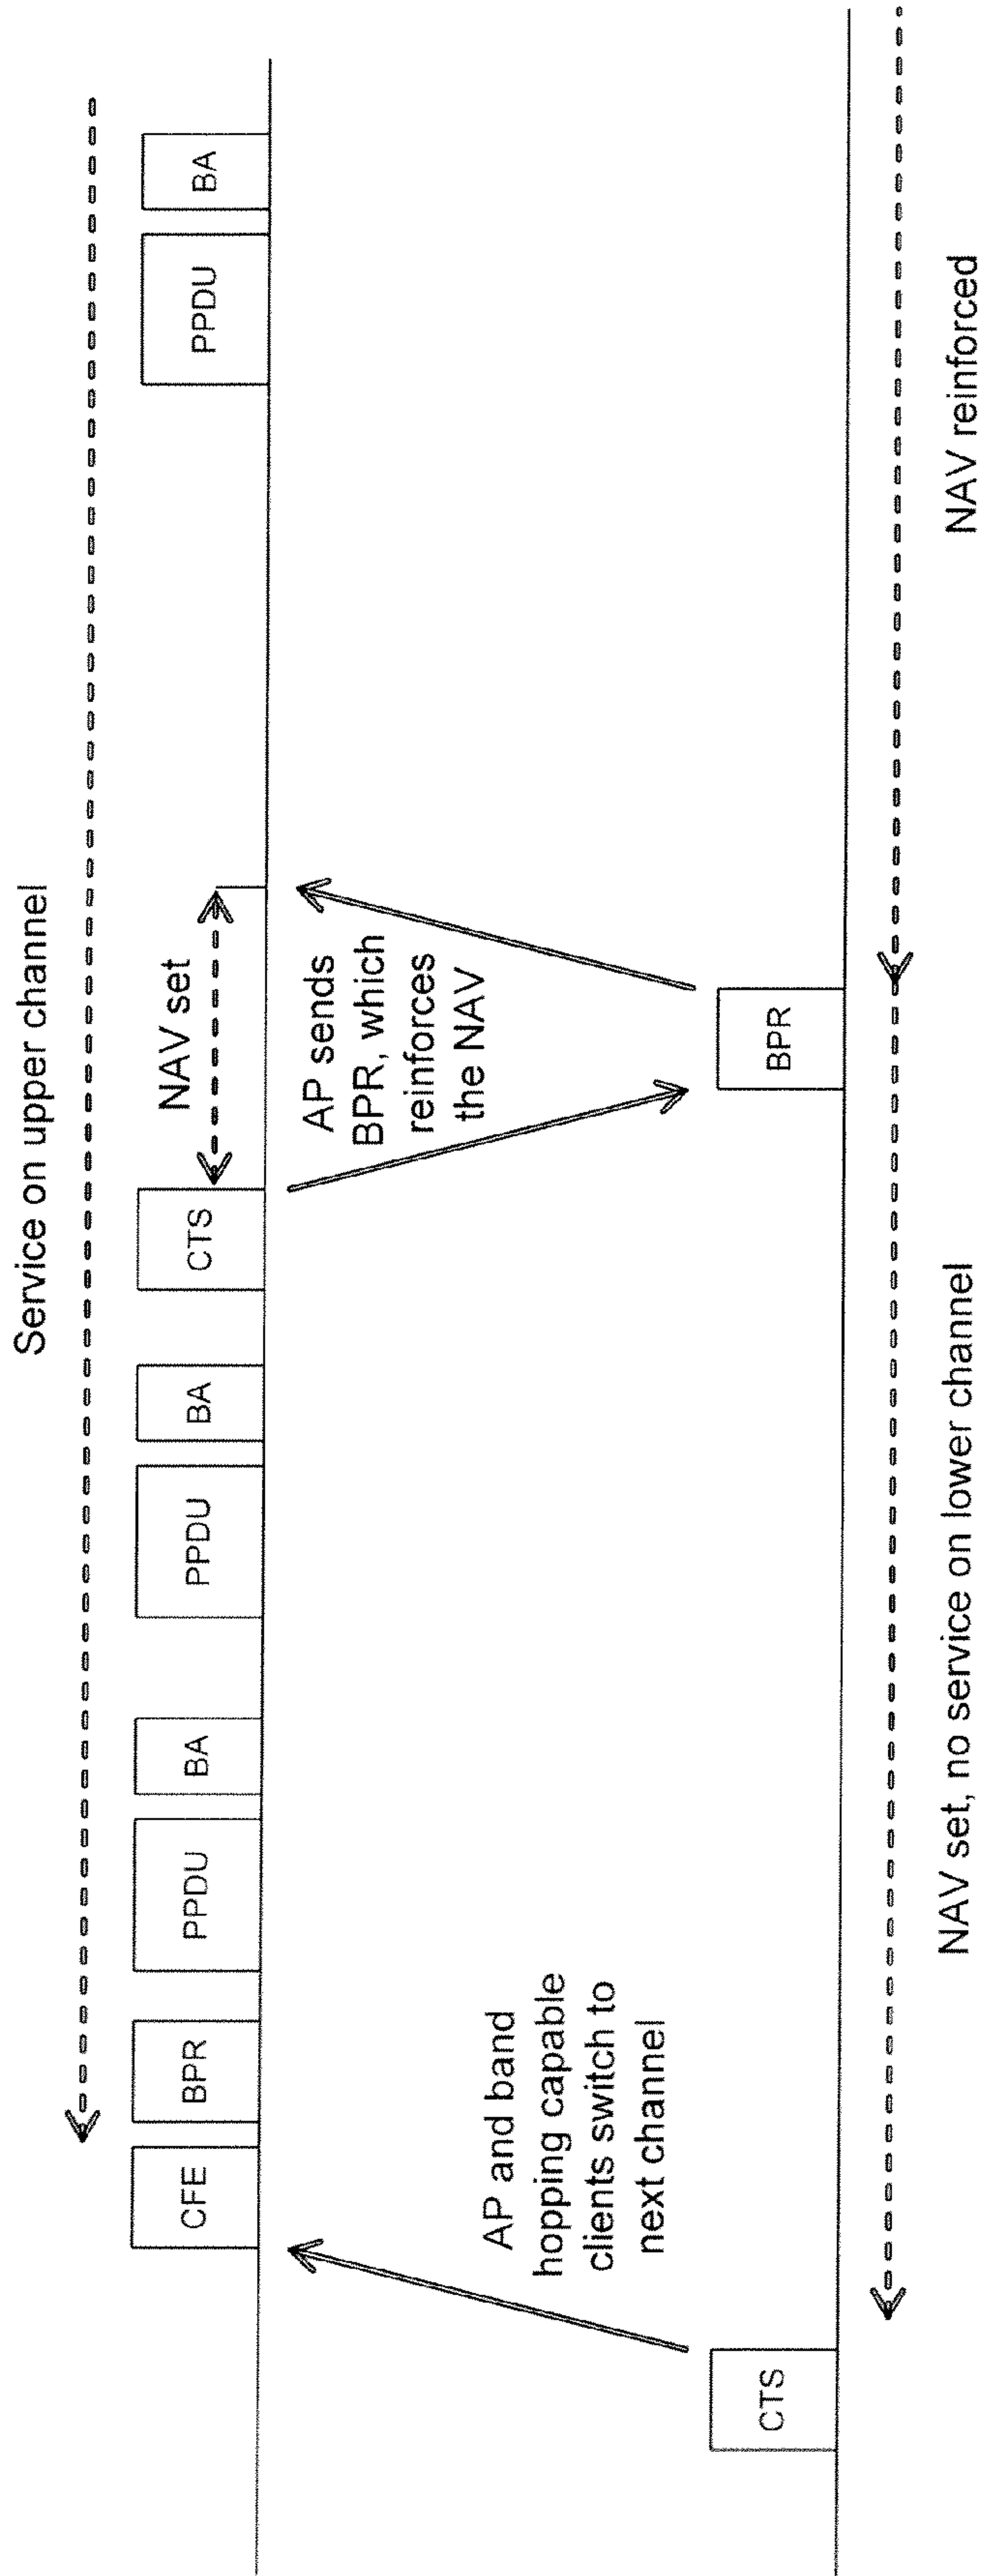 Service on upper channel
NAV set
CFE
BPR
PPDU
BA
PPDU
BA
CTS
PPDU
BA
AP and band
hopping capable
clients switch to
next channel
AP sends
BPR, which
reinforces
the NAV
CTS
BPR
NAV set, no service on lower channel
NAV reinforced